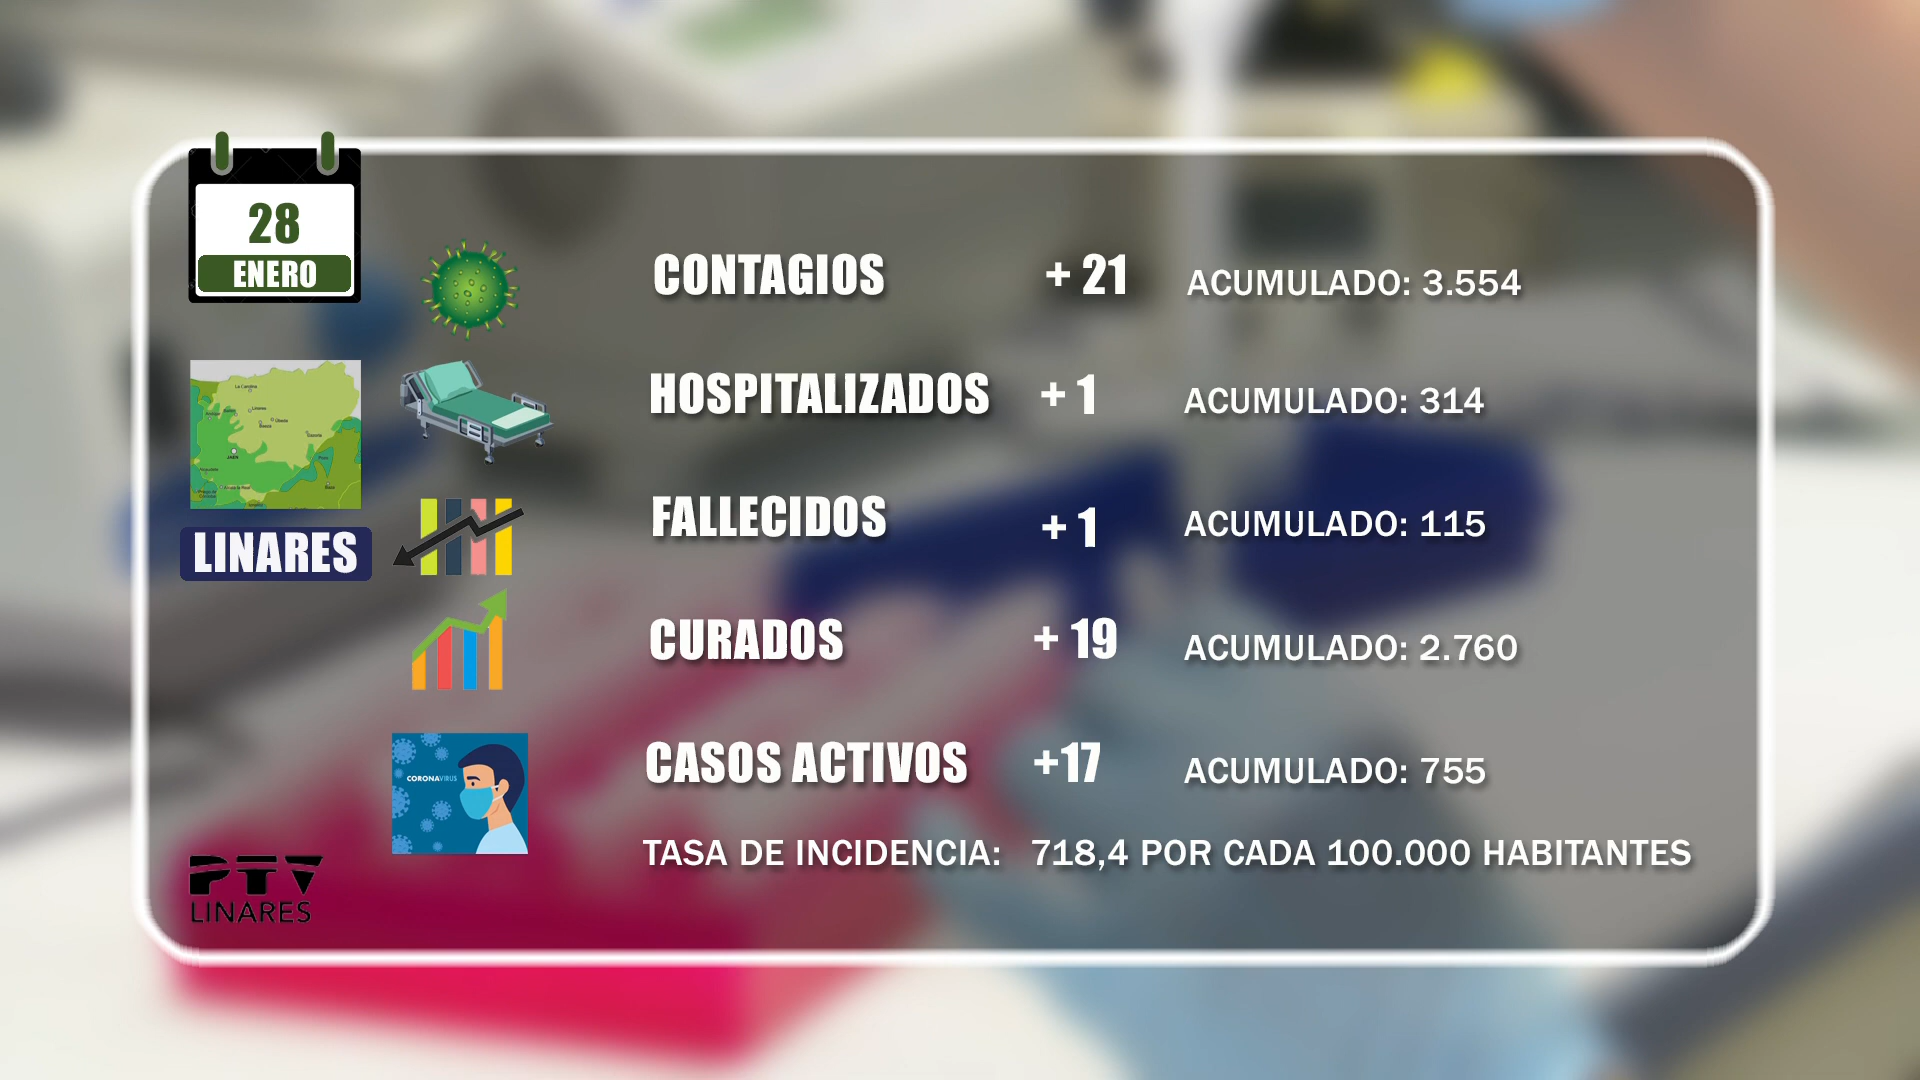 28
ENERO
CONTAGIOS + 21 ACUMULADO: 3.554
HOSPITALIZADOS + 1 ACUMULADO: 314
LINARES
FALLECIDOS + 1 ACUMULADO: 115
CURADOS + 19 ACUMULADO: 2.760
CORONAVIRUS
CASOS ACTIVOS +17 ACUMULADO: 755
TASA DE INCIDENCIA: 718,4 POR CADA 100.000 HABITANTES
PTV
LINARES